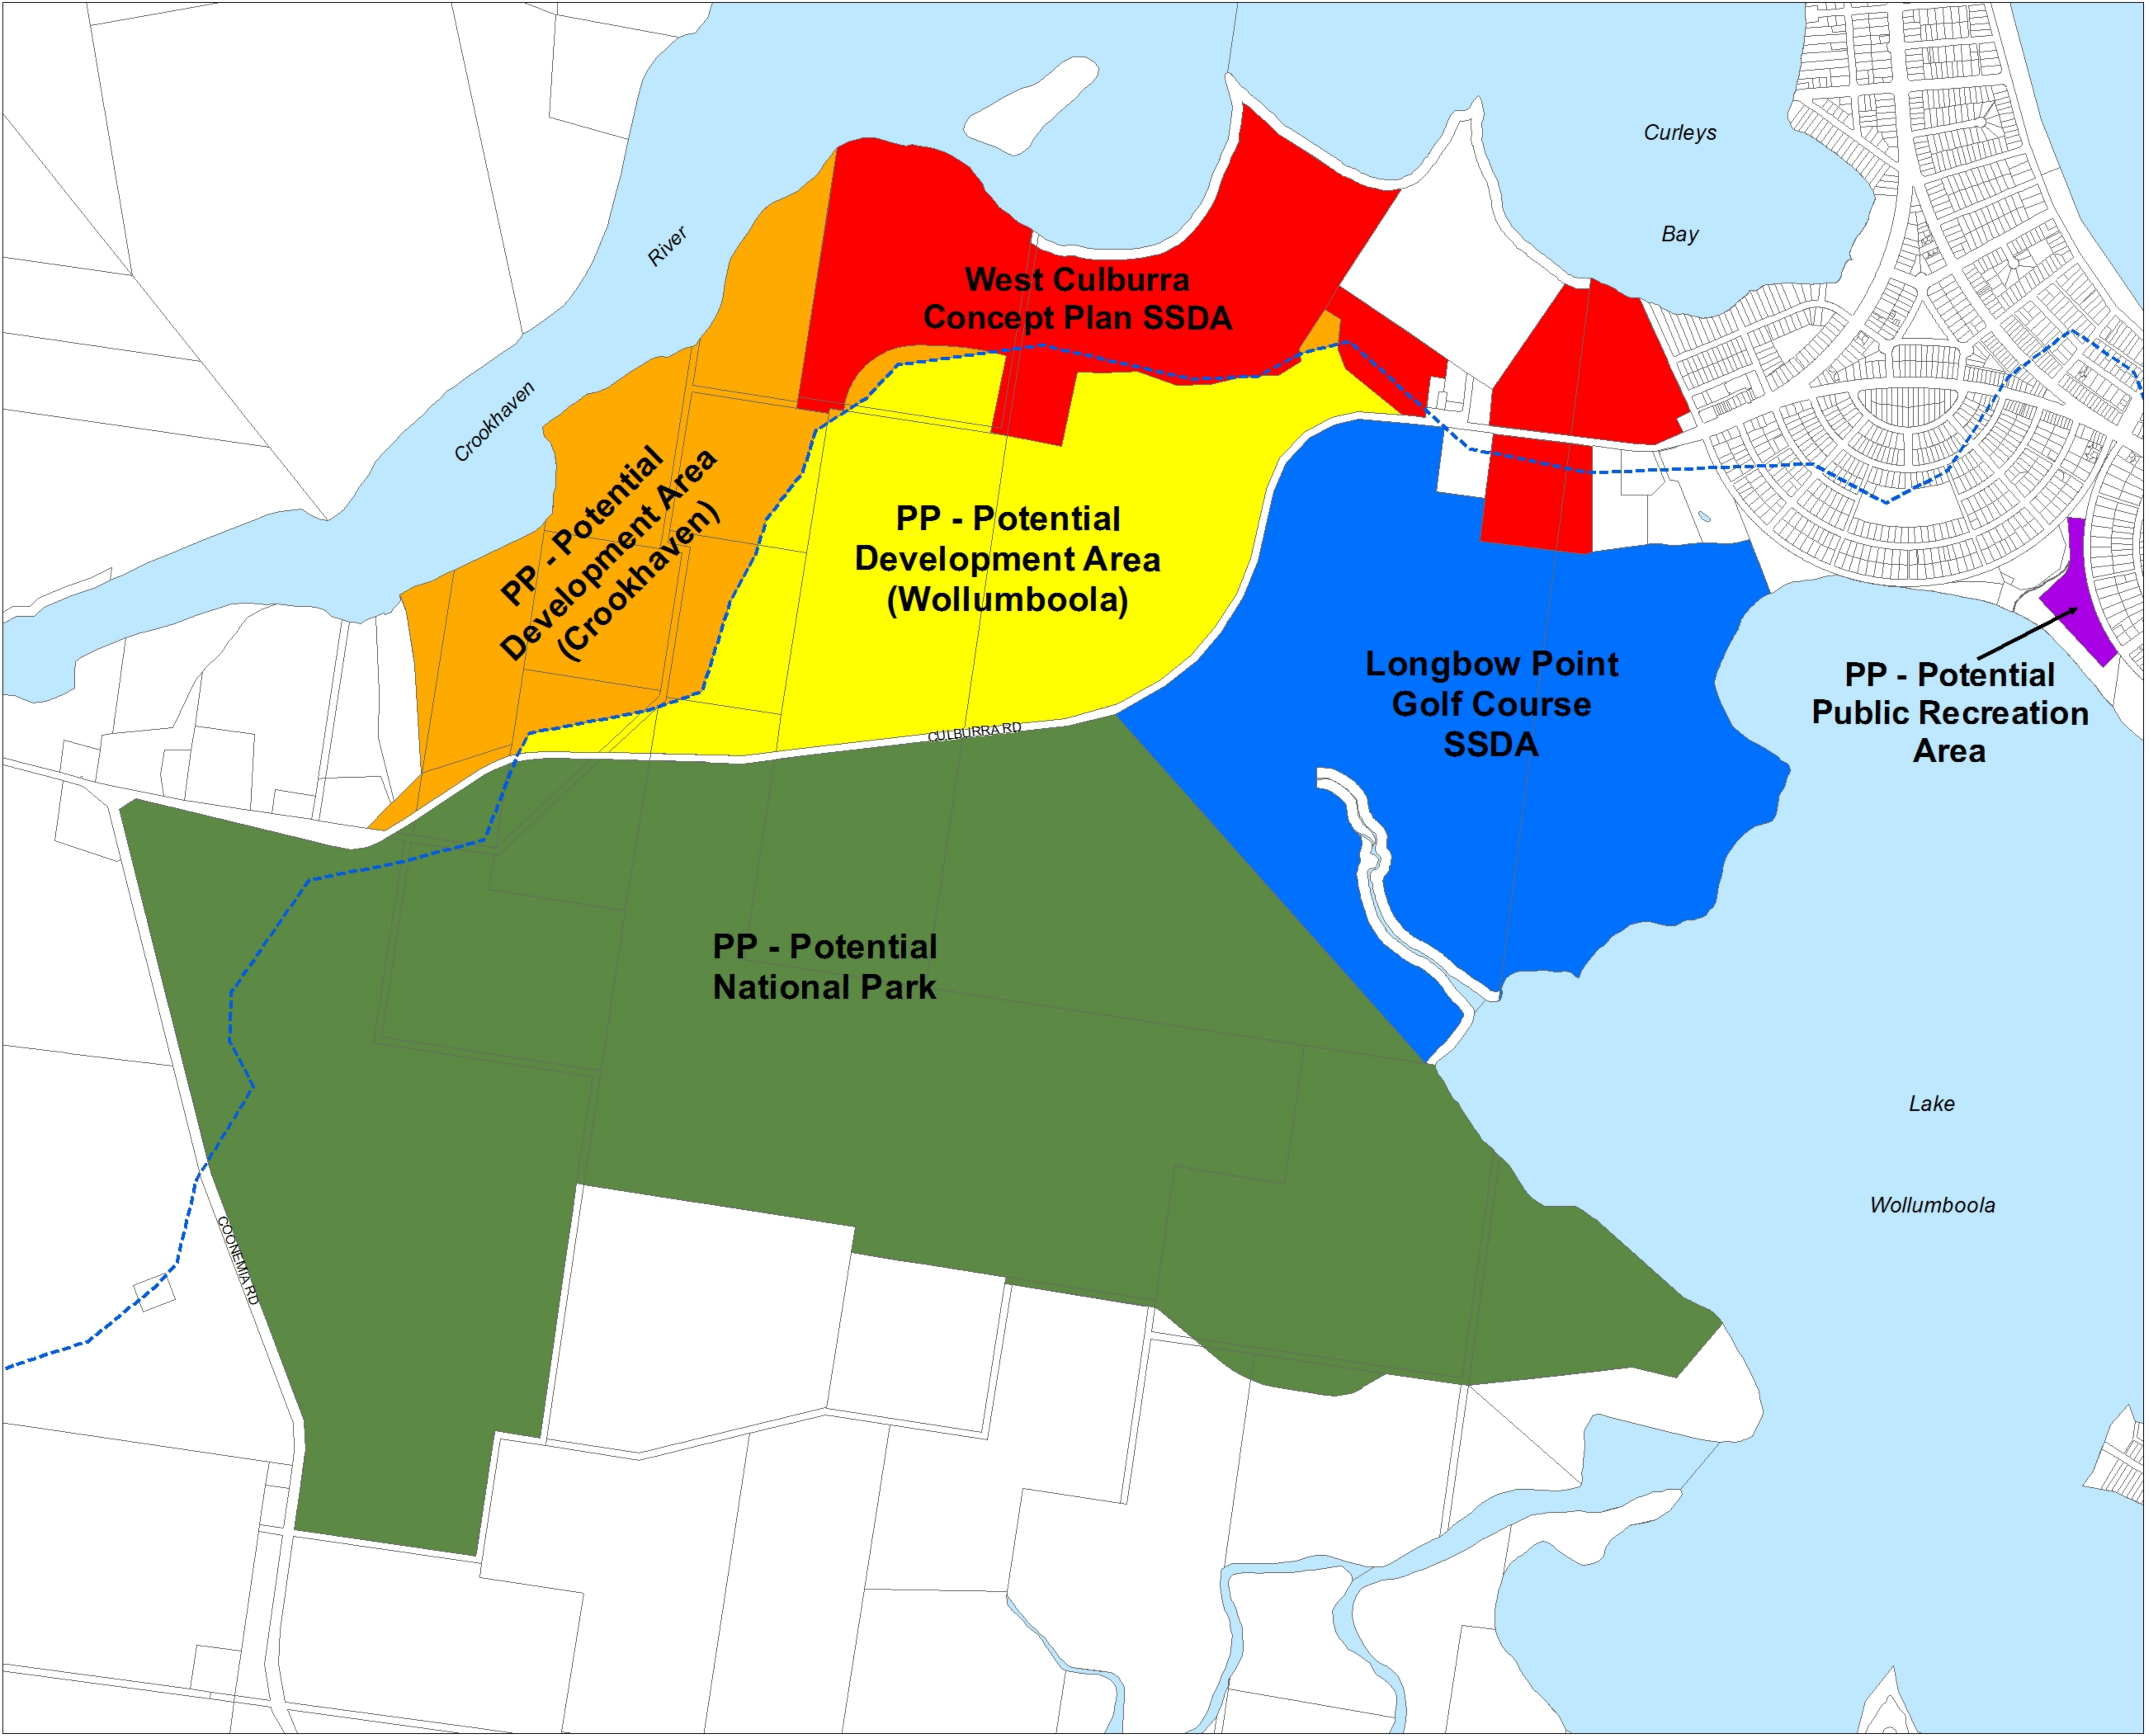 Curleys
Bay
River
Crookhaven
West Culburra
Concept Plan SSDA
PP - Potential
Development Area
(Crookhaven)
PP - Potential
Development Area
(Wollumboola)
Longbow Point
Golf Course
SSDA
PP - Potential
Public Recreation
Area
CULBURRA RD
PP - Potential
National Park
Lake
Wollumboola
COONEMIA RD